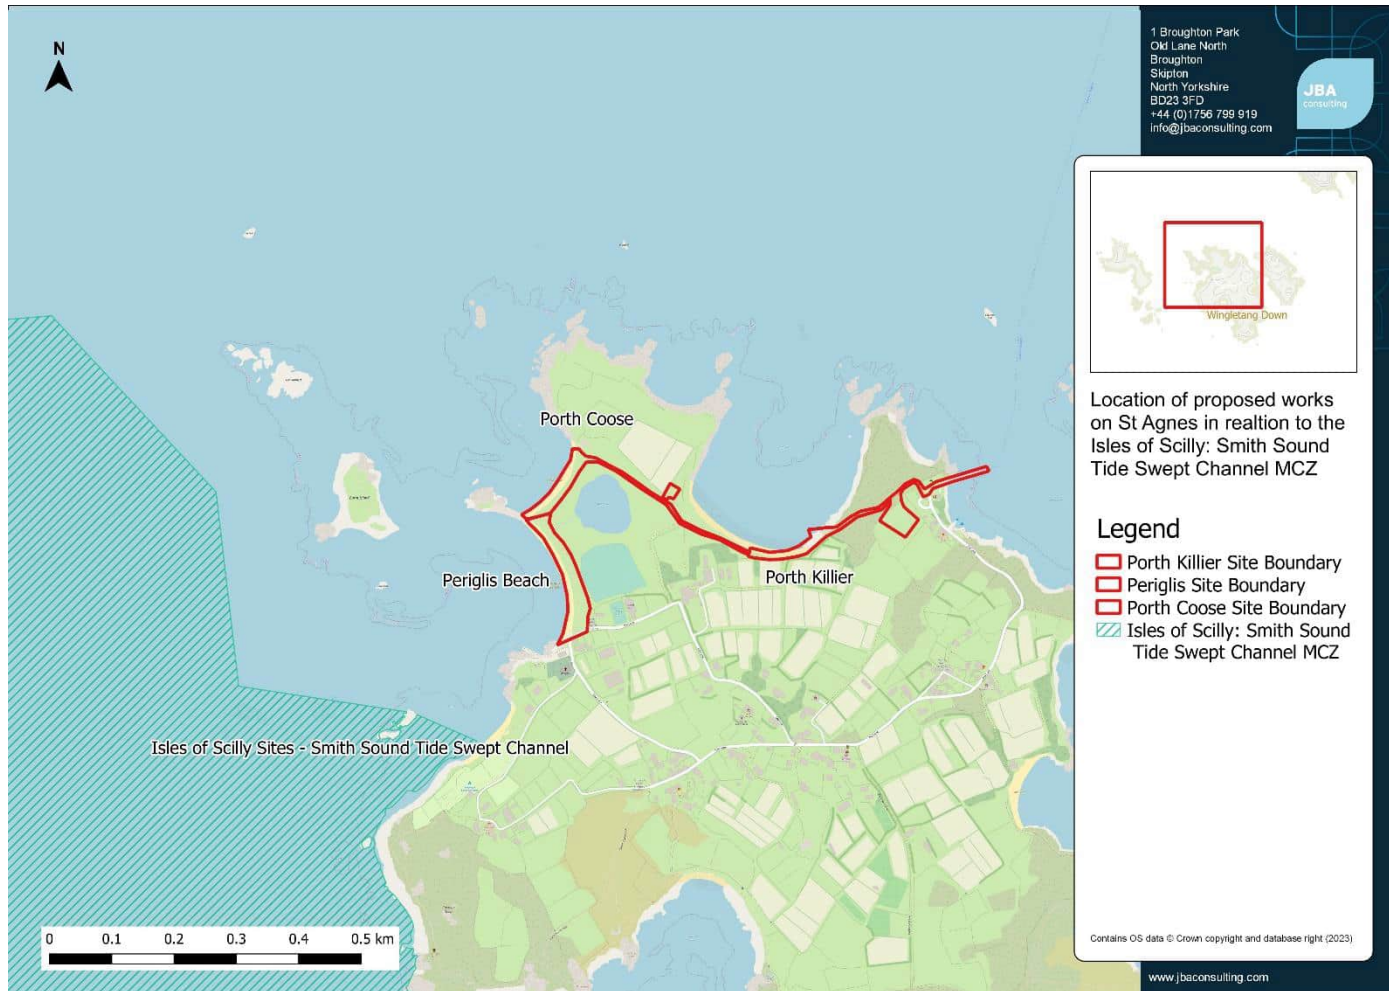 N
1 Broughton Park
Old Lane North
Broughton
Skipton
North Yorkshire
BD23 3FD
+44 (0)1756 799 919
info@jbaconsulting.com
JBA
consulting
Wingletang Down
Location of proposed works
on St Agnes in realtion to the
Isles of Scilly: Smith Sound
Tide Swept Channel MCZ
Legend
Porth Killier Site Boundary
Periglis Site Boundary
Porth Coose Site Boundary
Isles of Scilly: Smith Sound
Tide Swept Channel MCZ
Porth Coose
Periglis Beach
Porth Killier
Isles of Scilly Sites - Smith Sound Tide Swept Channel
0 0.1 0.2 0.3 0.4 0.5 km
Contains OS data © Crown copyright and database right (2023)
www.jbaconsulting.com